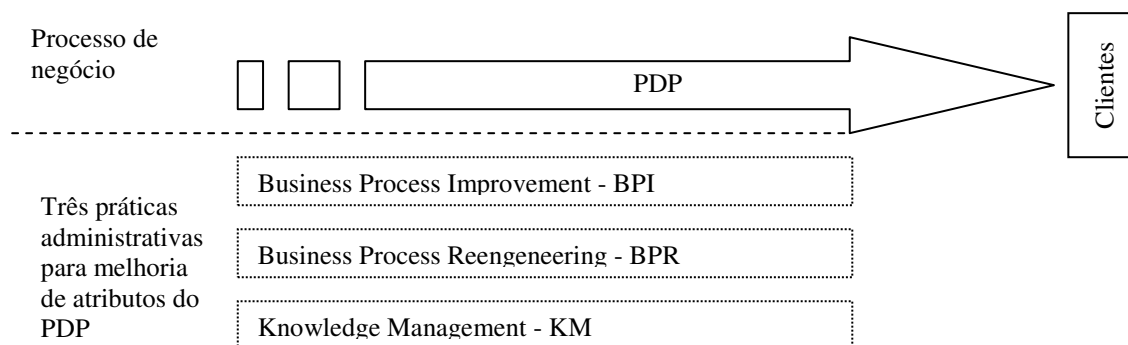 Processo de
negócio
PDP
Clientes
Três práticas
administrativas
para melhoria
de atributos do
PDP
Business Process Improvement - BPI
Business Process Reengeneering - BPR
Knowledge Management - KM